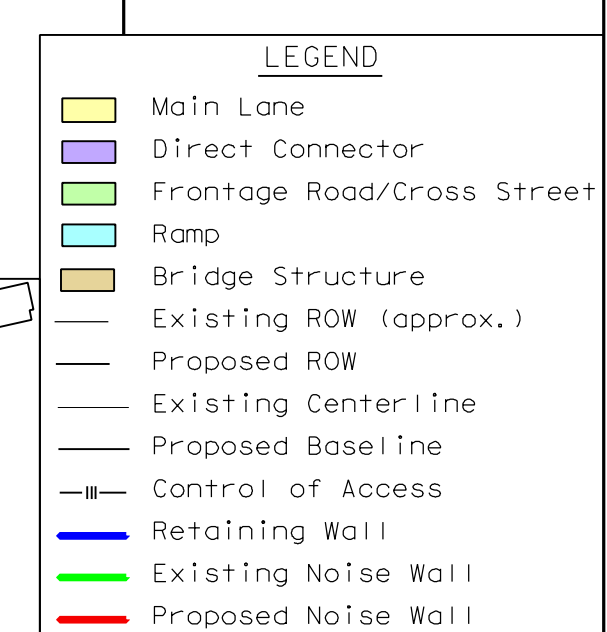 LEGEND
Main Lane
Direct Connector
Frontage Road/Cross Street
Ramp
Bridge Structure
Existing ROW (approx.)
Proposed ROW
Existing Centerline
Proposed Baseline
Control of Access
Retaining Wall
Existing Noise Wall
Proposed Noise Wall